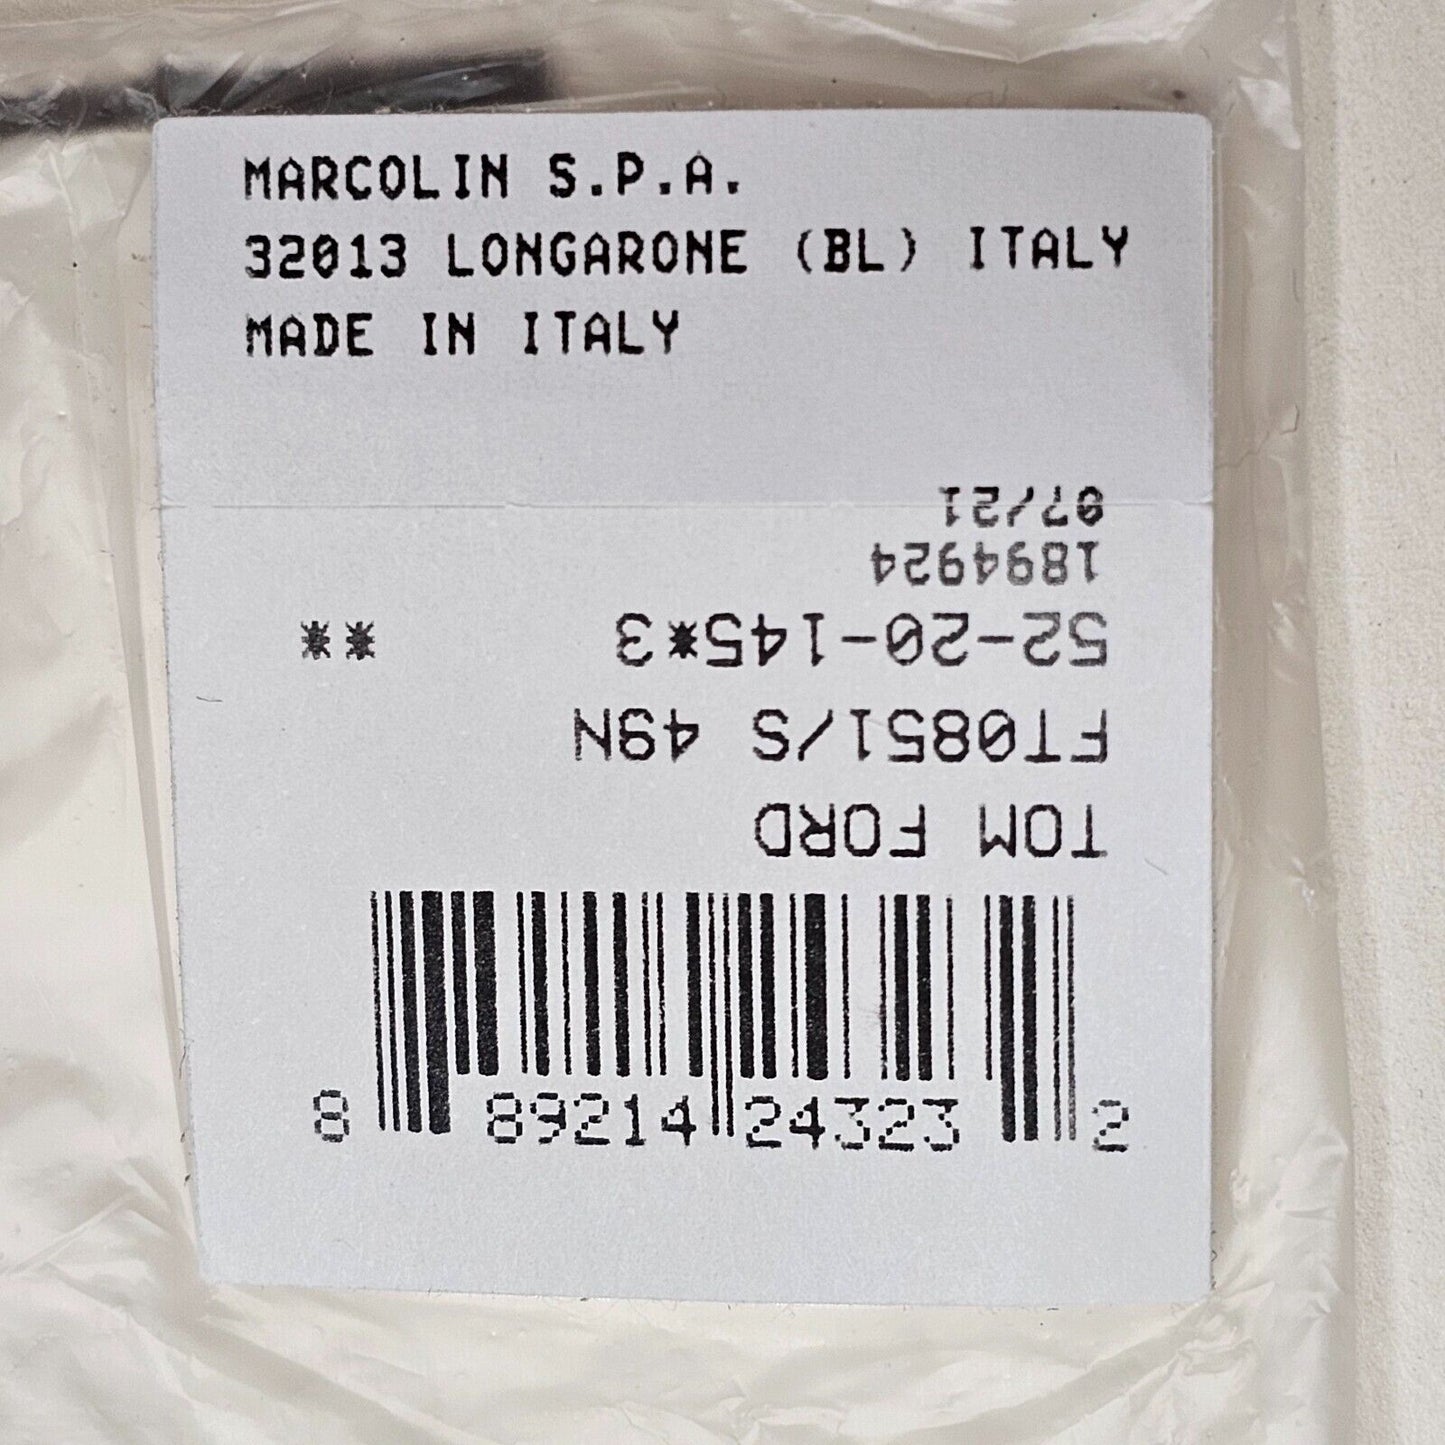 MARCOLIN S.P.A.
32013 LONGARONE (BL) ITALY
MADE IN ITALY
TOM FORD
FT0851/S 49N
52-20-145*3 **
1894924
07/21
8 89214 24323 2